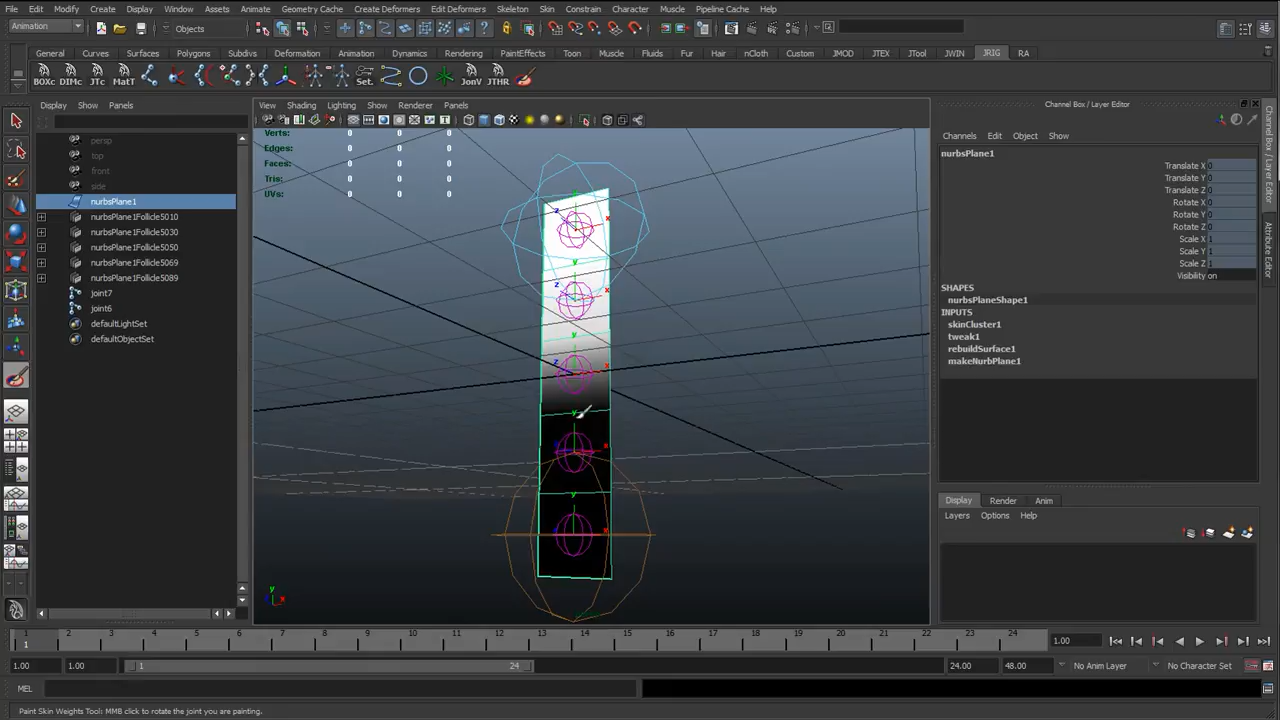 File Edit Modify Create Display Window Assets Animate Geometry Cache Create Deformers Edit Deformers Skeleton Skin Constraint Character Muscle Pipeline Cache Help
Animation Objects
General Curves Surfaces Polygons Subdivs Deformation Animation Dynamics Rendering PaintEffects Toon Muscle Fluids Fur Hair nCloth Custom JMOD JTEX JTool JWIN JRIG RA
BOXc DIMc JTc MatT Set. JonV JTHR
Display Show Panels
View Shading Lighting Show Renderer Panels
Channel Box / Layer Editor
persp
top
front
side
nurbsPlane1
nurbsPlane1Follicle5010
nurbsPlane1Follicle5030
nurbsPlane1Follicle5050
nurbsPlane1Follicle5069
nurbsPlane1Follicle5089
joint7
joint6
defaultLightSet
defaultObjectSet
Verts: 0 0 0
Edges: 0 0 0
Faces: 0 0 0
Tris: 0 0 0
UVs: 0 0 0
y
z x
y
z x
y
z x
y
x
y
x
y
z x
Channels Edit Object Show
nurbsPlane1
Translate X 0
Translate Y 0
Translate Z 0
Rotate X 0
Rotate Y 0
Rotate Z 0
Scale X 1
Scale Y 1
Scale Z 1
Visibility on
SHAPES
nurbsPlaneShape1
INPUTS
skinCluster1
tweak1
rebuildSurface1
makeNurbPlane1
Channel Box / Layer Editor
Attribute Editor
Display Render Anim
Layers Options Help
1 2 3 4 5 6 7 8 9 10 11 12 13 14 15 16 17 18 19 20 21 22 23 24
1
1.00
1.00 1.00 1 24 24.00 48.00 No Anim Layer No Character Set
MEL
Paint Skin Weights Tool: MMB click to rotate the joint you are painting.